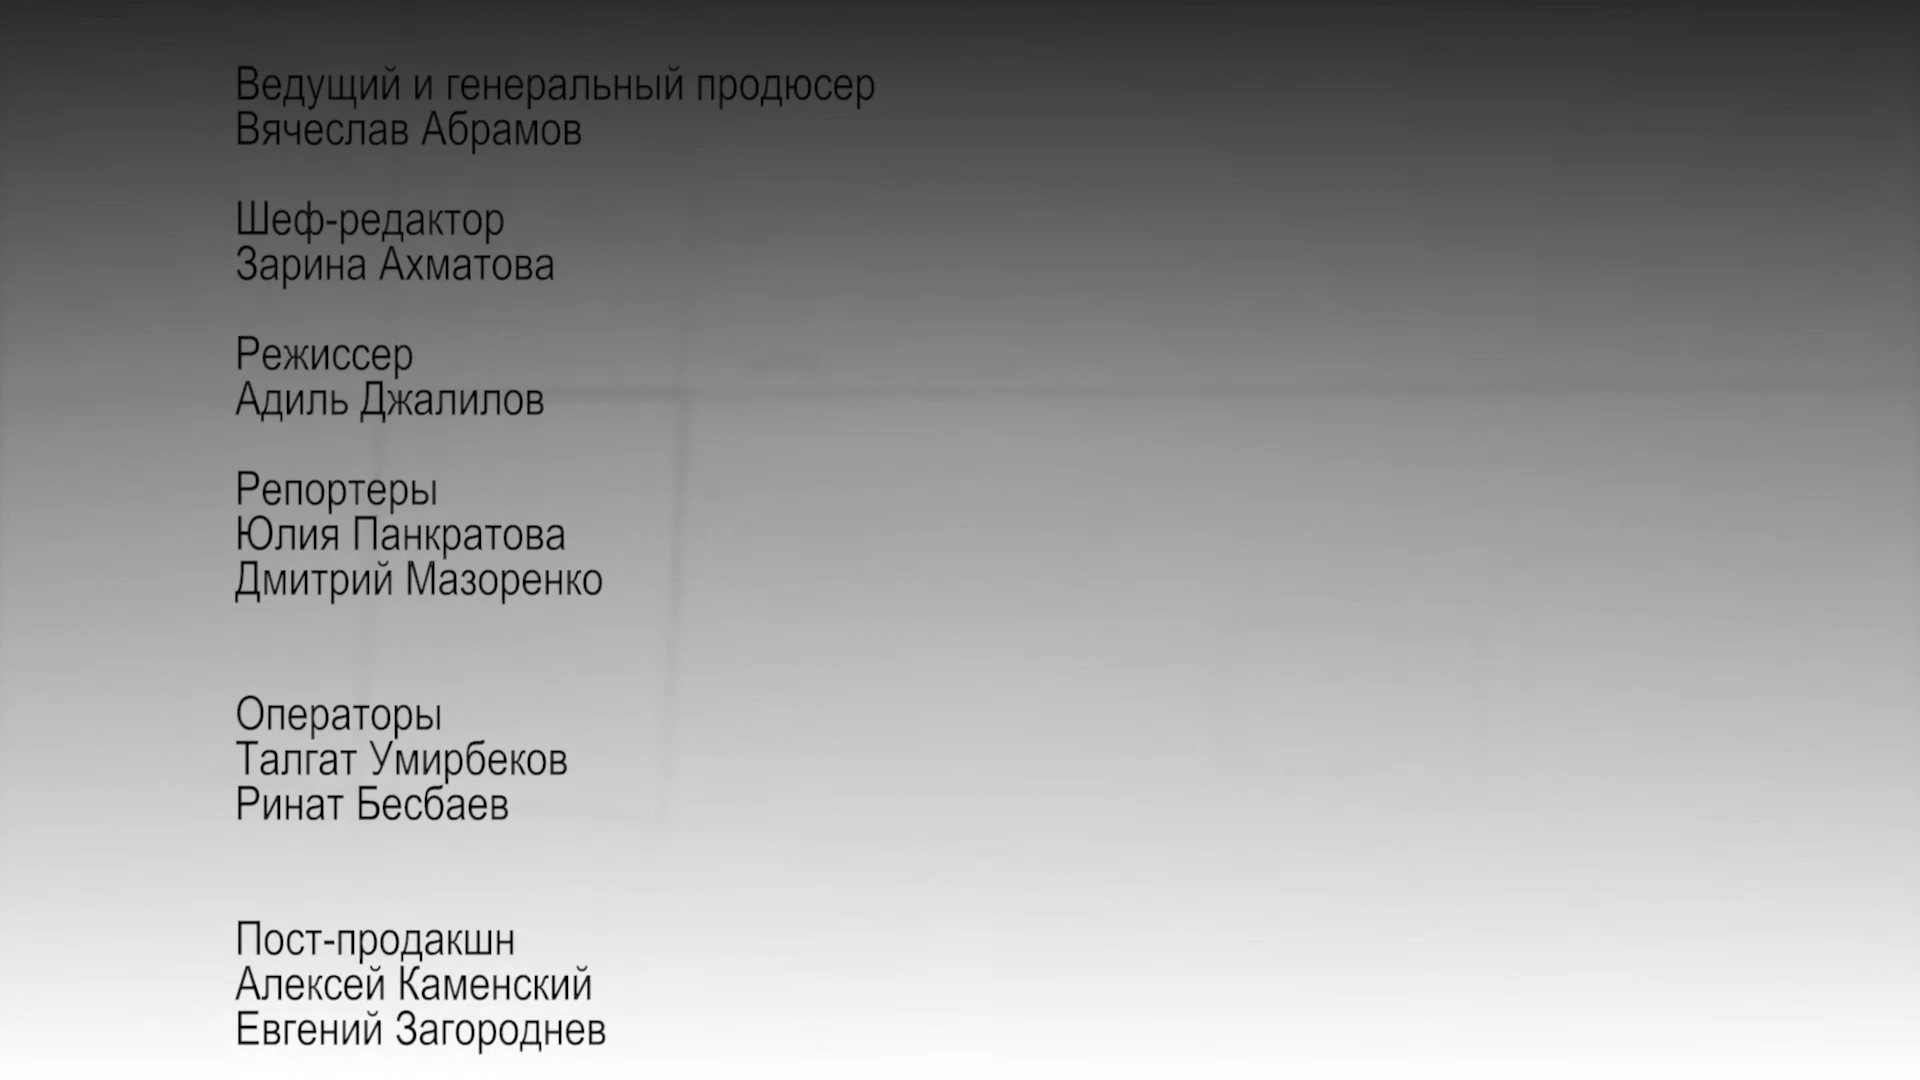 Ведущий и генеральный продюсер
Вячеслав Абрамов
Шеф-редактор
Зарина Ахматова
Режиссер
Адиль Джалилов
Репортеры
Юлия Панкратова
Дмитрий Мазоренко
Операторы
Талгат Умирбеков
Ринат Бесбаев
Пост-продакшн
Алексей Каменский
Евгений Загороднев